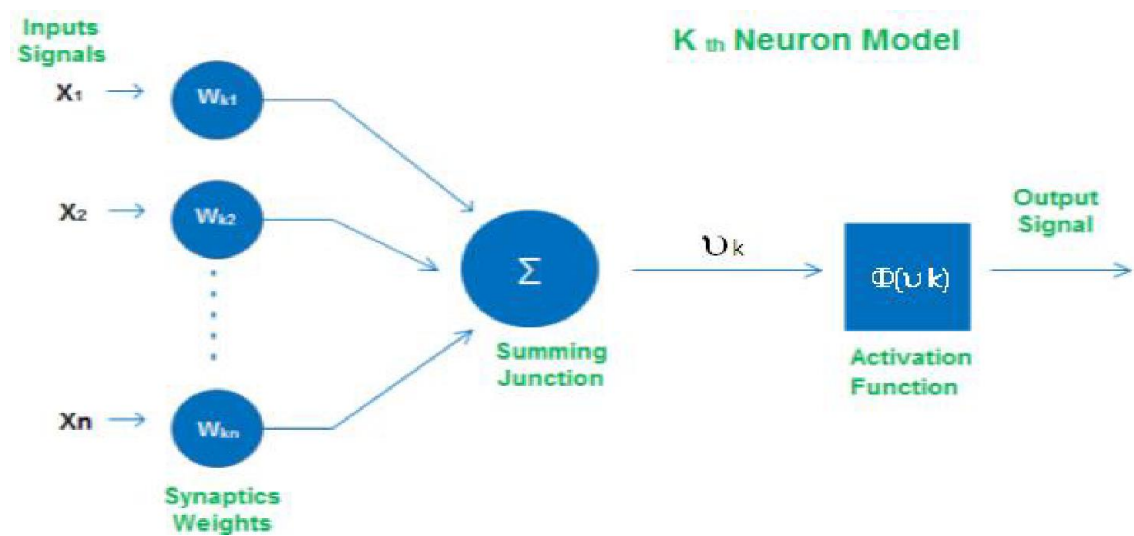 Inputs
Signals
K th Neuron Model
X1
Wk1
X2
Wk2
Output
Signal
υk
Σ
Φ(υk)
Summing
Junction
Activation
Function
Xn
Wkn
Synaptics
Weights